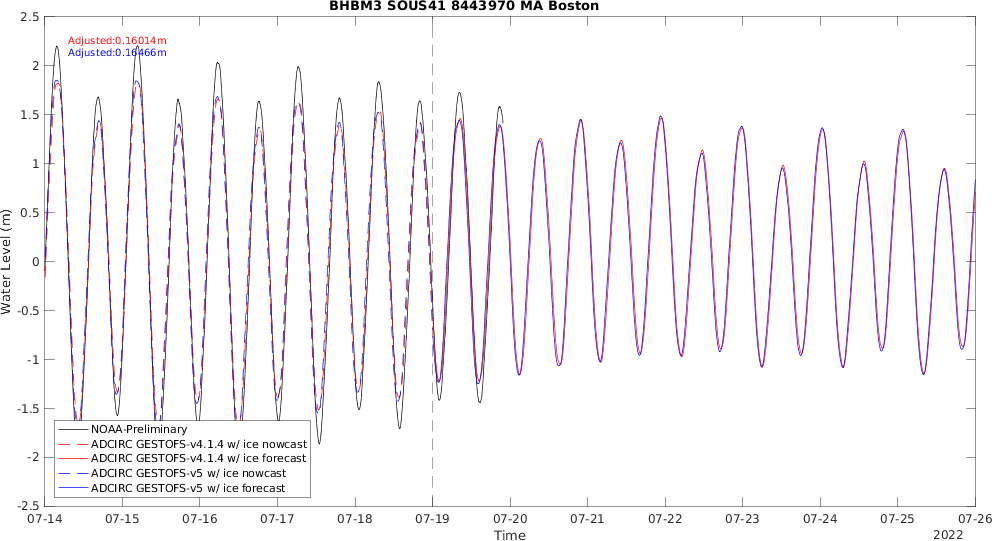 BHBM3 SOUS41 8443970 MA Boston
2.5
Adjusted:0.16014m
Adjusted:0.16466m
2
1.5
1
0.5
0
-0.5
-1
-1.5
-2
-2.5
Water Level (m)
NOAA-Preliminary
ADCIRC GESTOFS-v4.1.4 w/ ice nowcast
ADCIRC GESTOFS-v4.1.4 w/ ice forecast
ADCIRC GESTOFS-v5 w/ ice nowcast
ADCIRC GESTOFS-v5 w/ ice forecast
07-14 07-15 07-16 07-17 07-18 07-19 07-20 07-21 07-22 07-23 07-24 07-25 07-26
Time
2022